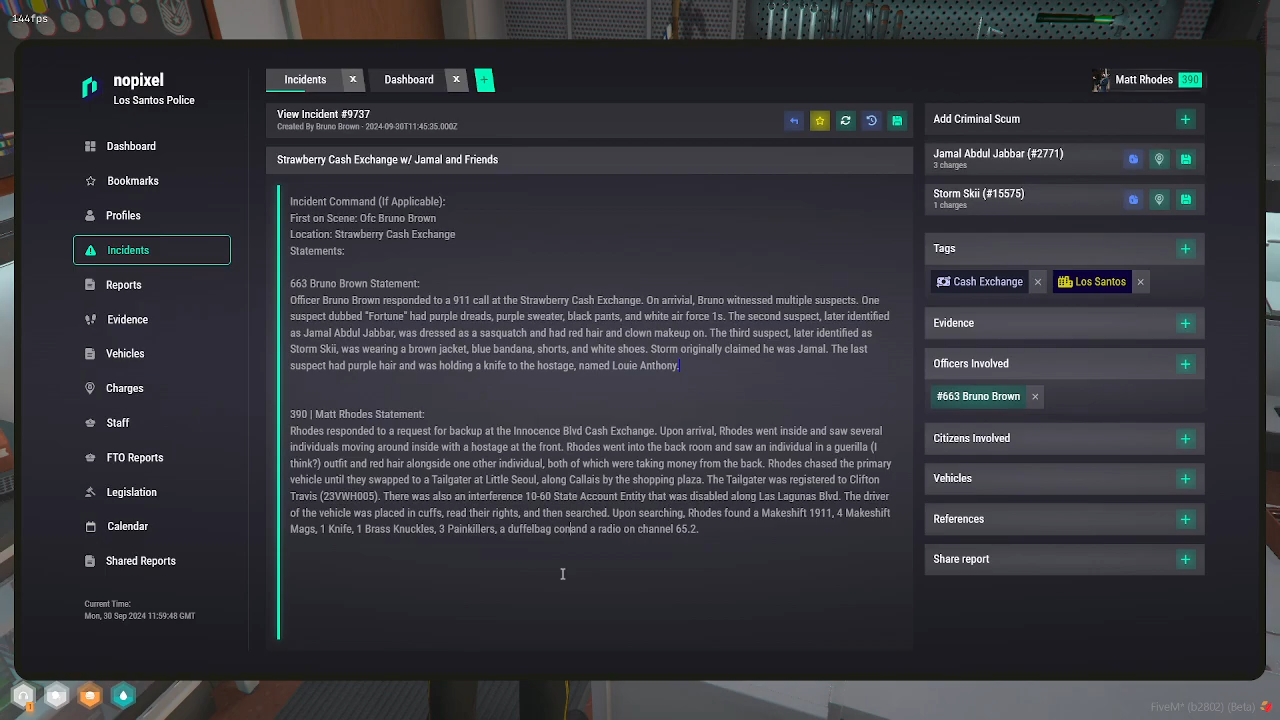 144fps
nopixel
Los Santos Police
Dashboard
Bookmarks
Profiles
Incidents
Reports
Evidence
Vehicles
Charges
Staff
FTO Reports
Legislation
Calendar
Shared Reports
Current Time:
Mon, 30 Sep 2024 11:59:48 GMT
Incidents x Dashboard x +
View Incident #9737
Created By Bruno Brown - 2024-09-30T11:45:35.000Z
Strawberry Cash Exchange w/ Jamal and Friends
Incident Command (If Applicable):
First on Scene: Ofc Bruno Brown
Location: Strawberry Cash Exchange
Statements:
663 Bruno Brown Statement:
Officer Bruno Brown responded to a 911 call at the Strawberry Cash Exchange. On arrival, Bruno witnessed multiple suspects. One
suspect dubbed "Fortune" had purple dreads, purple sweater, black pants, and white air force 1s. The second suspect, later identified
as Jamal Abdul Jabbar, was dressed as a sasquatch and had red hair and clown makeup on. The third suspect, later identified as
Storm Skii, was wearing a brown jacket, blue bandana, shorts, and white shoes. Storm originally claimed he was Jamal. The last
suspect had purple hair and was holding a knife to the hostage, named Louie Anthony.
390 | Matt Rhodes Statement:
Rhodes responded to a request for backup at the Innocence Blvd Cash Exchange. Upon arrival, Rhodes went inside and saw several
individuals moving around inside with a hostage at the front. Rhodes went into the back room and saw an individual in a guerilla (I
think?) outfit and red hair alongside one other individual, both of which were taking money from the back. Rhodes chased the primary
vehicle until they swapped to a Tailgater at Little Seoul, along Callais by the shopping plaza. The Tailgater was registered to Clifton
Travis (23VWH005). There was also an interference 10-60 State Account Entity that was disabled along Las Lagunas Blvd. The driver
of the vehicle was placed in cuffs, read their rights, and then searched. Upon searching, Rhodes found a Makeshift 1911, 4 Makeshift
Mags, 1 Knife, 1 Brass Knuckles, 3 Painkillers, a duffelbag conand a radio on channel 65.2.
Matt Rhodes 390
Add Criminal Scum +
Jamal Abdul Jabbar (#2771)
3 charges
Storm Skii (#15575)
1 charges
Tags +
Cash Exchange x Los Santos x
Evidence +
Officers Involved +
#663 Bruno Brown x
Citizens Involved +
Vehicles +
References +
Share report +
1
FiveM* (b2802) (Beta)